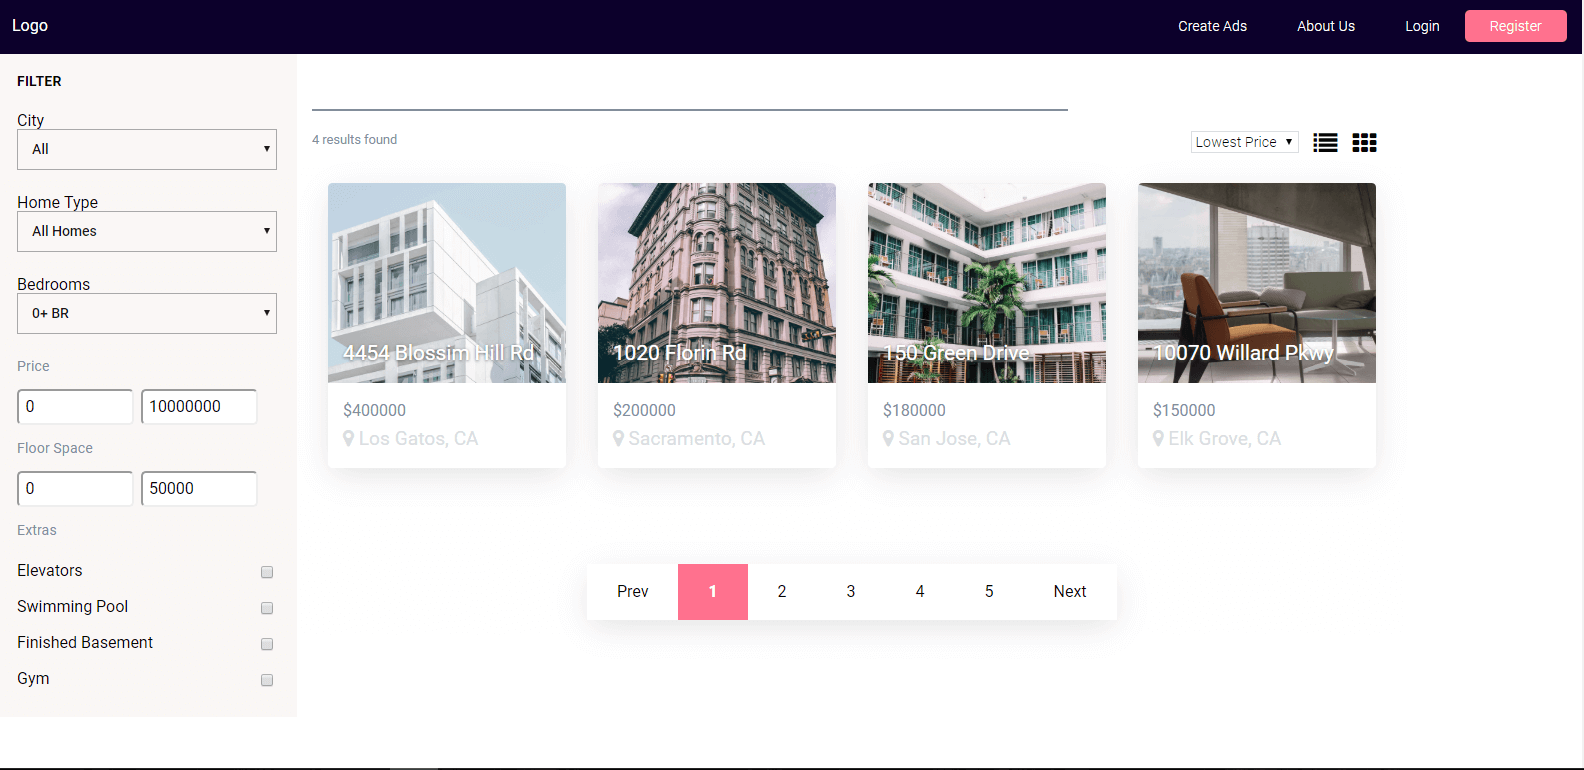 Logo
Create Ads
About Us
Login
Register
FILTER
City
All
Home Type
All Homes
Bedrooms
0+ BR
Price
0
10000000
Floor Space
0
50000
Extras
Elevators
Swimming Pool
Finished Basement
Gym
4 results found
Lowest Price
4454 Blossim Hill Rd
$400000
Los Gatos, CA
1020 Florin Rd
$200000
Sacramento, CA
150 Green Drive
$180000
San Jose, CA
10070 Willard Pkwy
$150000
Elk Grove, CA
Prev 1 2 3 4 5 Next